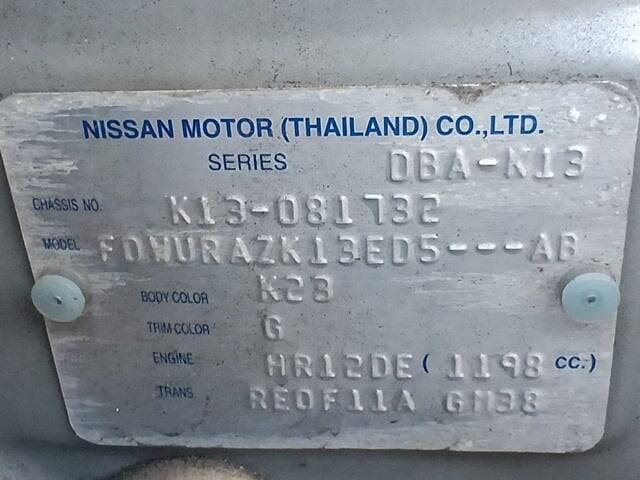 NISSAN MOTOR (THAILAND) CO.,LTD.
SERIES DBA-K13
CHASSIS NO. K13-081732
MODEL FDWURAZK13ED5---AB
BODY COLOR K23
TRIM COLOR G
ENGINE HR12DE ( 1198 CC.)
TRANS RE0F11A GM38